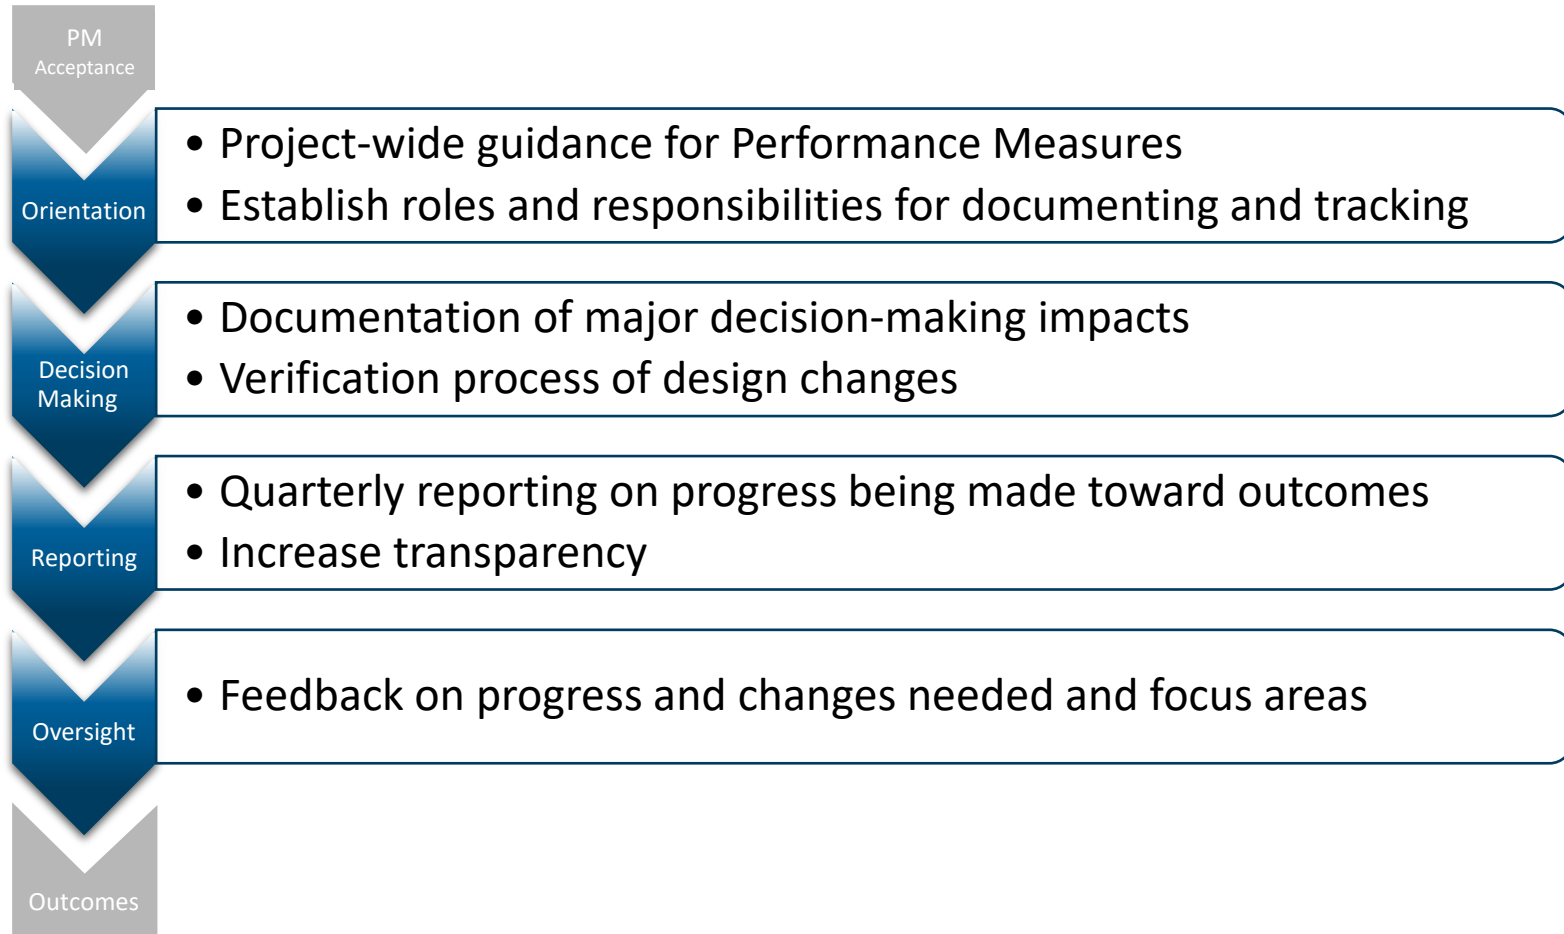 PM
Acceptance
Orientation
• Project-wide guidance for Performance Measures
• Establish roles and responsibilities for documenting and tracking
Decision
Making
• Documentation of major decision-making impacts
• Verification process of design changes
Reporting
• Quarterly reporting on progress being made toward outcomes
• Increase transparency
Oversight
• Feedback on progress and changes needed and focus areas
Outcomes